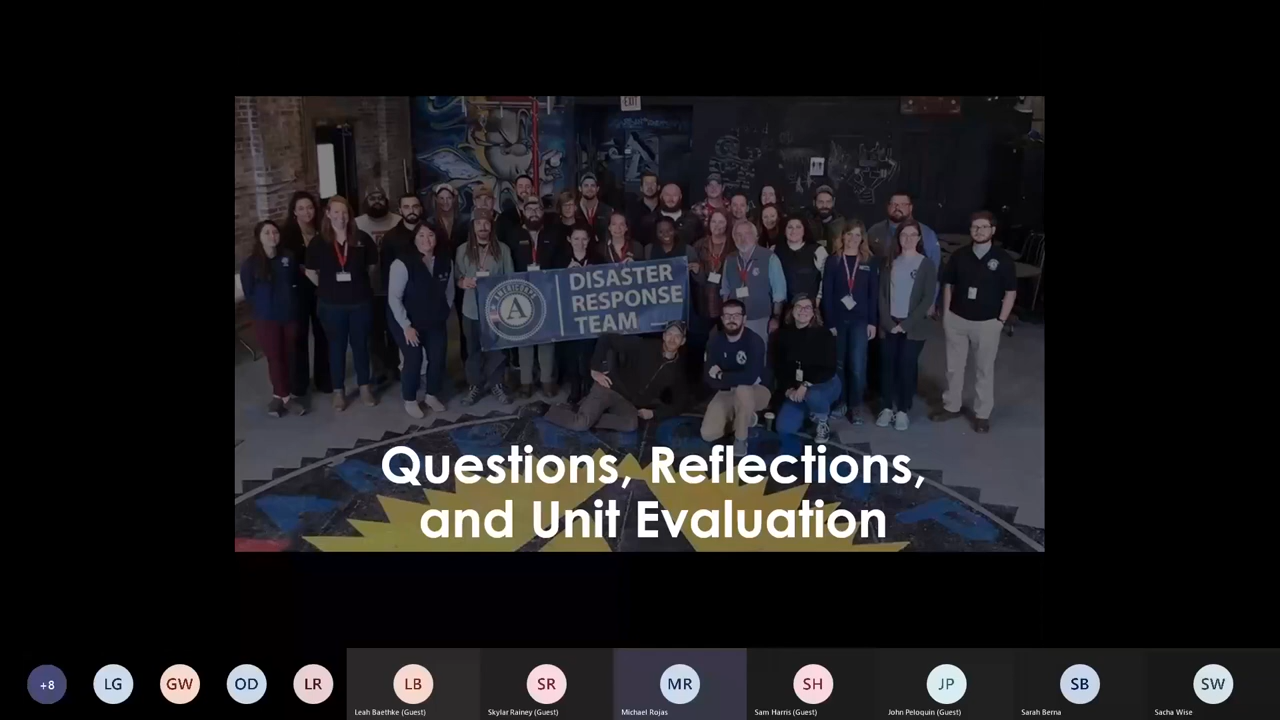 EXIT
AMERICORPS
A
DISASTER
RESPONSE
TEAM
Questions, Reflections,
and Unit Evaluation
+8
LG
GW
OD
LR
LB
SR
MR
SH
JP
SB
SW
Leah Baethke (Guest)
Skylar Rainey (Guest)
Michael Rojas
Sam Harris (Guest)
John Peloquin (Guest)
Sarah Berna
Sacha Wise